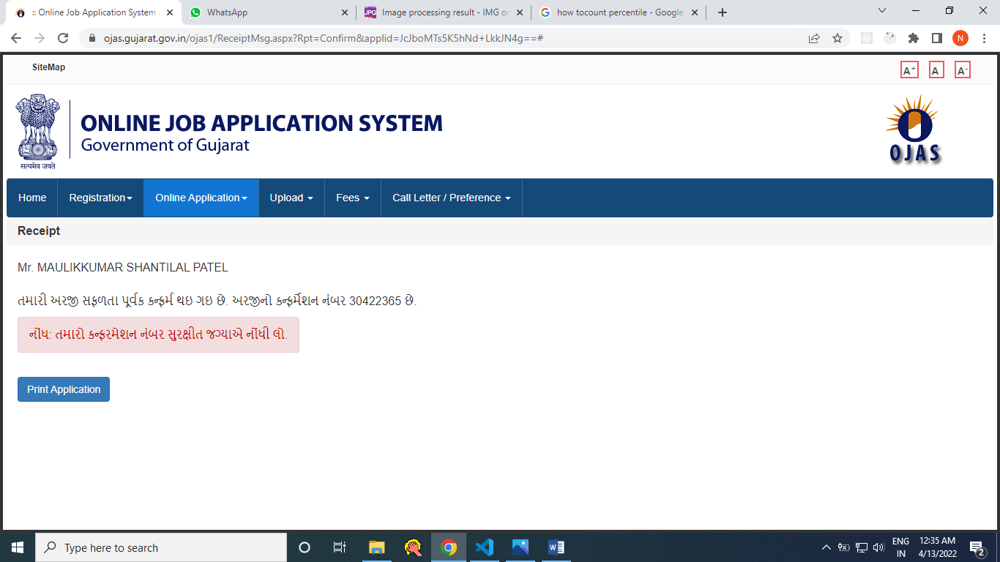 :: Online Job Application System
WhatsApp
Image processing result - IMG on
how tocount percentile - Google
ojas.gujarat.gov.in/ojas1/ReceiptMsg.aspx?Rpt=Confirm&applid=JcJboMTs5K5hNd+LkkJN4g==#
N
SiteMap
A+ A A-
ONLINE JOB APPLICATION SYSTEM
Government of Gujarat
सत्यमेव जयते
OJAS
Home Registration Online Application Upload Fees Call Letter / Preference
Receipt
Mr. MAULIKKUMAR SHANTILAL PATEL
તમારી અરજી સફળતા પૂર્વક કન્ફર્મ થઇ ગઇ છે. અરજીનો કન્ફર્મેશન નંબર 30422365 છે.
નોંધ: તમારો કન્ફરમેશન નંબર સુરક્ષીત જગ્યાએ નોંધી લો.
Print Application
Type here to search
ENG
IN
12:35 AM
4/13/2022
2